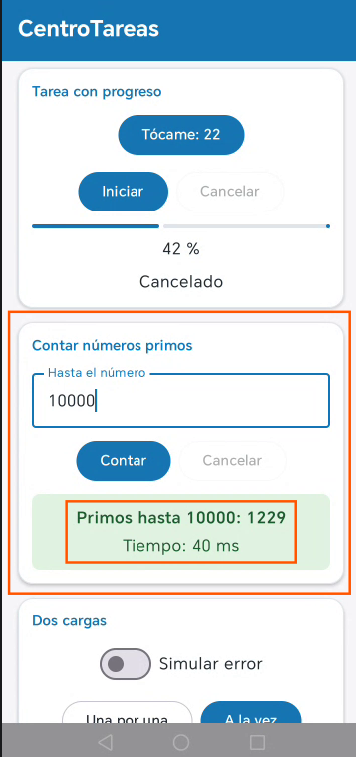 CentroTareas
Tarea con progreso
Tócame: 22
Iniciar Cancelar
42 %
Cancelado
Contar números primos
Hasta el número
10000
Contar Cancelar
Primos hasta 10000: 1229
Tiempo: 40 ms
Dos cargas
Simular error
Una por una A la vez